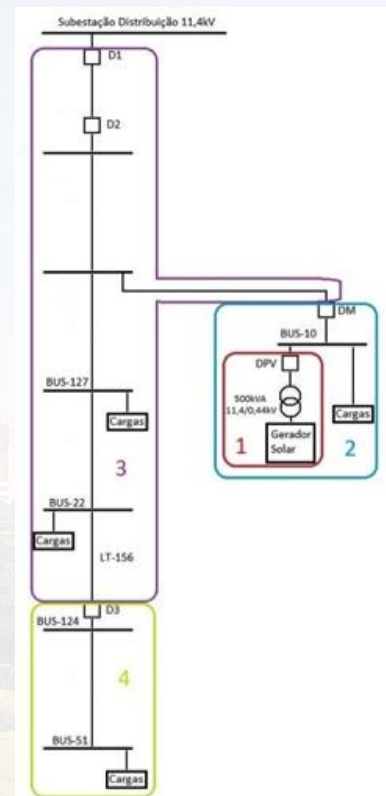 Subestação Distribuição 11,4kV
D1
D2
DM
BUS-10
DPV
500kVA
11,4/0,44kV
Gerador
Solar
Cargas
1
2
BUS-127
Cargas
3
BUS-22
Cargas
LT-156
D3
BUS-124
4
BUS-51
Cargas